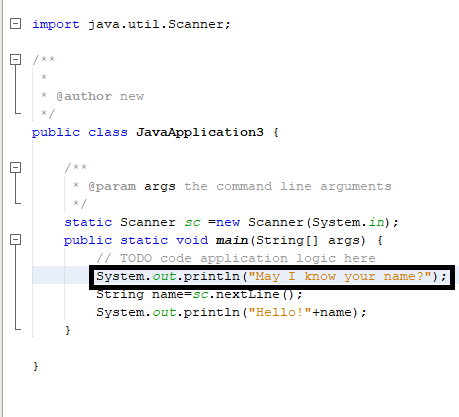 import java.util.Scanner;
/**
 *
 * @author new
 */
public class JavaApplication3 {
    /**
     * @param args the command line arguments
     */
    static Scanner sc =new Scanner(System.in);
    public static void main(String[] args) {
        // TODO code application logic here
        System.out.println("May I know your name?");
        String name=sc.nextLine();
        System.out.println("Hello!"+name);
    }
}